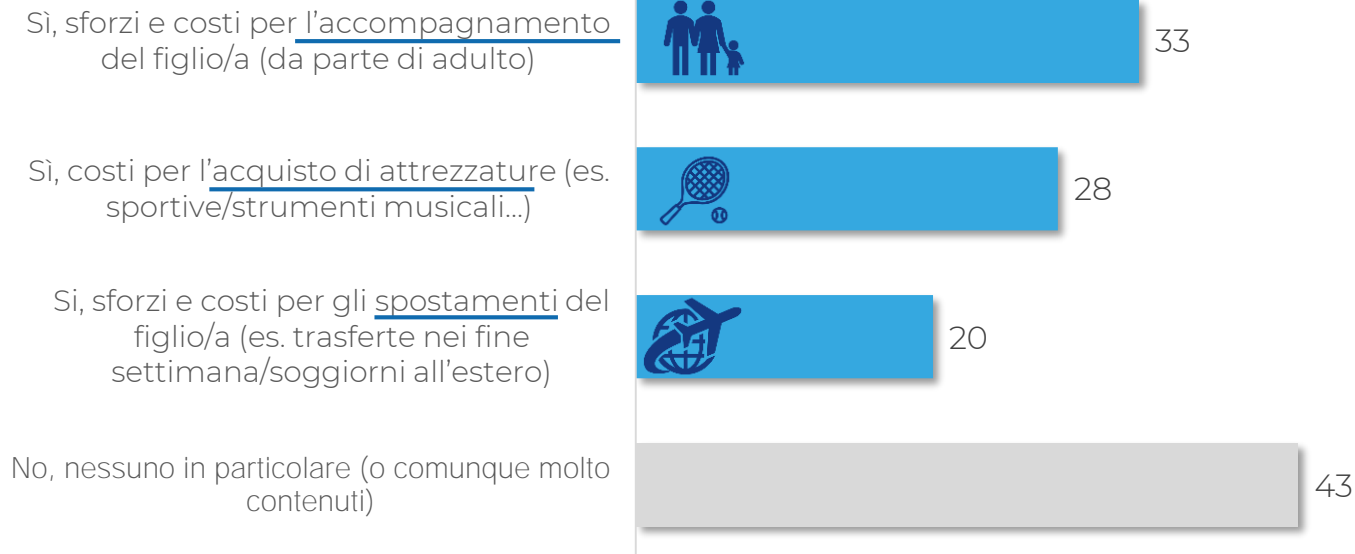 Sì, sforzi e costi per l'accompagnamento
del figlio/a (da parte di adulto)
33
Sì, costi per l'acquisto di attrezzature (es.
sportive/strumenti musicali…)
28
Si, sforzi e costi per gli spostamenti del
figlio/a (es. trasferte nei fine
settimana/soggiorni all'estero)
20
No, nessuno in particolare (o comunque molto
contenuti)
43